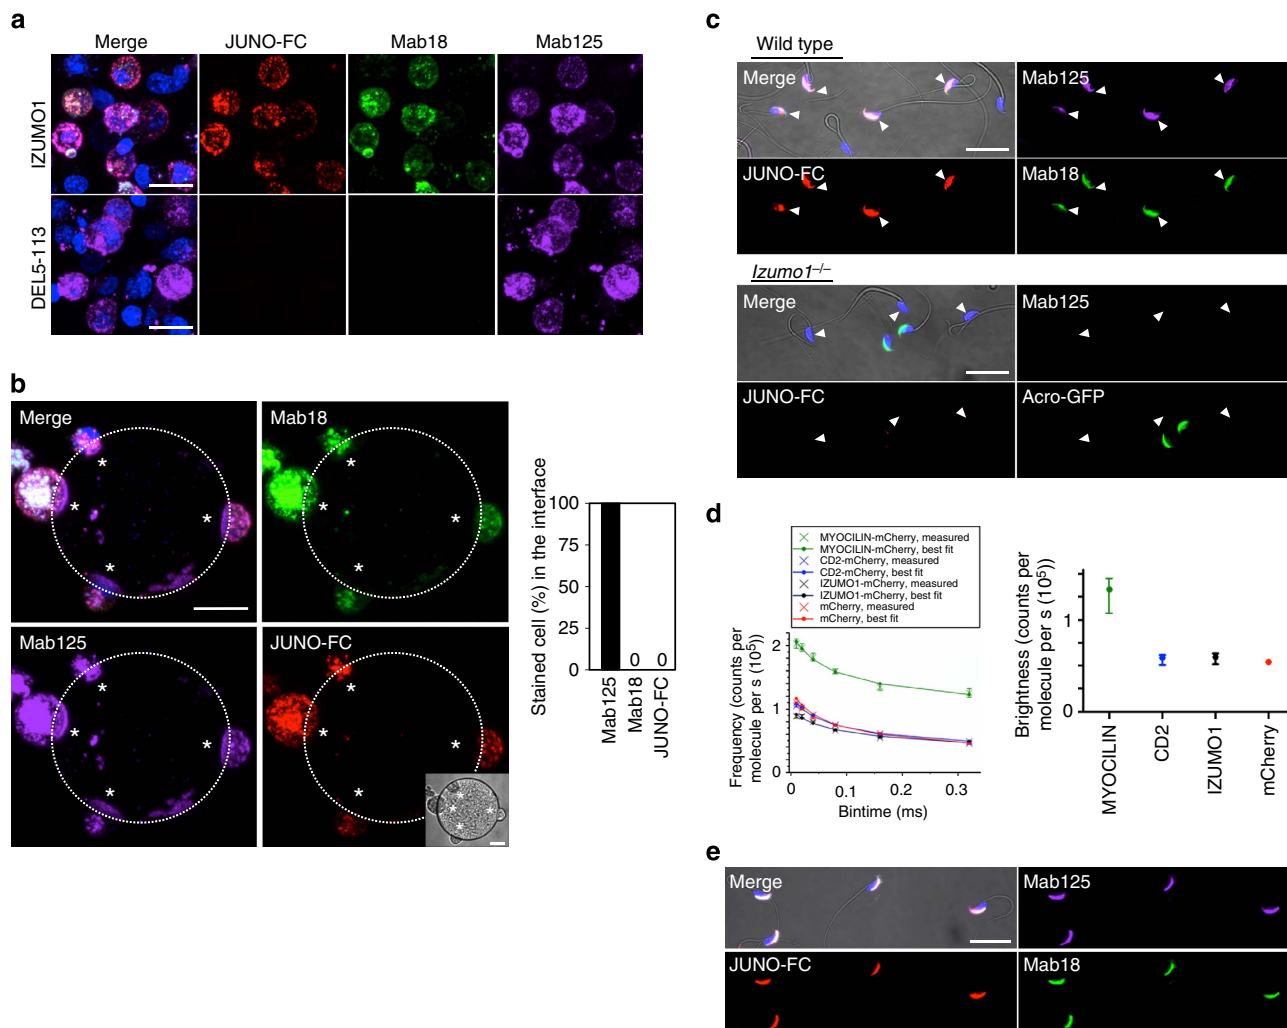 a
Merge
JUNO-FC
Mab18
Mab125
IZUMO1
DEL5-113
b
Merge
Mab18
Mab125
JUNO-FC
Stained cell (%) in the interface
100
75
50
25
0
0
0
Mab125
Mab18
JUNO-FC
c
Wild type
Merge
Mab125
JUNO-FC
Mab18
Izumo1–/–
Merge
Mab125
JUNO-FC
Acro-GFP
d
MYOCILIN-mCherry, measured
MYOCILIN-mCherry, best fit
CD2-mCherry, measured
CD2-mCherry, best fit
IZUMO1-mCherry, measured
IZUMO1-mCherry, best fit
mCherry, measured
mCherry, best fit
Frequency (counts per
molecule per s (10⁵))
2
1
0
0
0.1
0.2
0.3
Bintime (ms)
Brightness (counts per
molecule per s (10⁵))
1
0
MYOCILIN
CD2
IZUMO1
mCherry
e
Merge
Mab125
JUNO-FC
Mab18